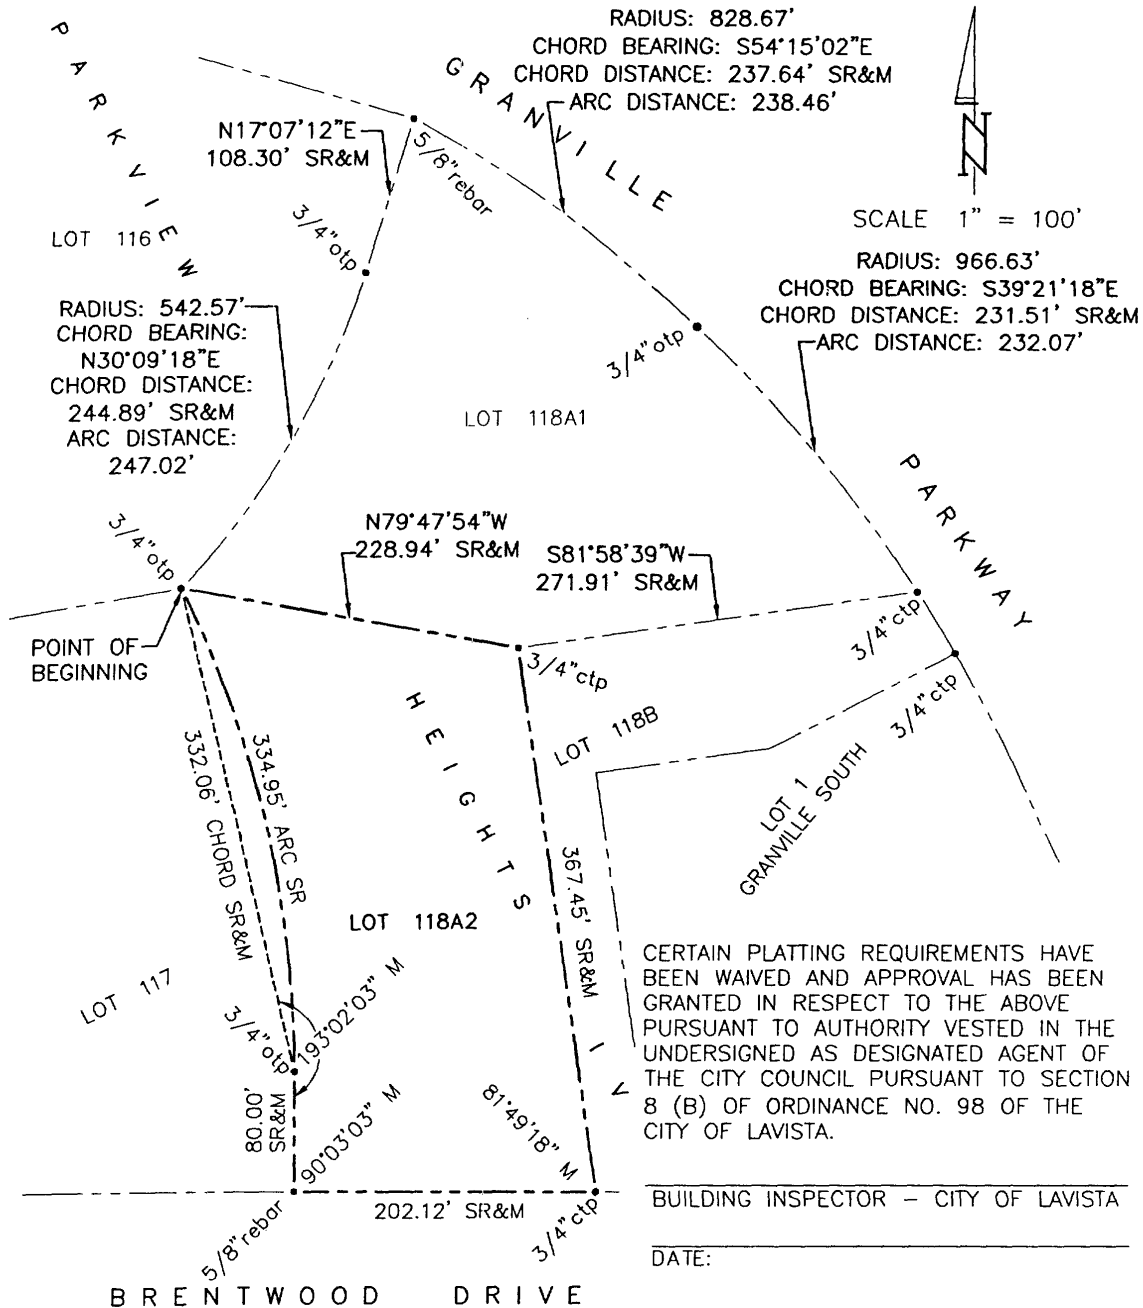 RADIUS: 828.67'
CHORD BEARING: S54°15'02"E
CHORD DISTANCE: 237.64' SR&M
ARC DISTANCE: 238.46'
PARKVIEW
GRANVILLE
N17°07'12"E
108.30' SR&M
5/8"rebar
N
SCALE 1" = 100'
LOT 116
3/4"otp
RADIUS: 966.63'
CHORD BEARING: S39°21'18"E
CHORD DISTANCE: 231.51' SR&M
ARC DISTANCE: 232.07'
RADIUS: 542.57'
CHORD BEARING:
N30°09'18"E
CHORD DISTANCE:
244.89' SR&M
ARC DISTANCE:
247.02'
3/4"otp
LOT 118A1
PARKWAY
3/4"otp
N79°47'54"W
228.94' SR&M
S81°58'39"W
271.91' SR&M
POINT OF
BEGINNING
3/4"ctp
3/4"ctp
3/4"ctp
HEIGHTS
LOT 118B
332.06' CHORD SR&M
334.95' ARC SR
LOT 1
GRANVILLE SOUTH
367.45' SR&M
LOT 118A2
LOT 117
3/4"otp
193°02'03" M
IV
80.00'
SR&M
90°03'03" M
81°49'18" M
CERTAIN PLATTING REQUIREMENTS HAVE
BEEN WAIVED AND APPROVAL HAS BEEN
GRANTED IN RESPECT TO THE ABOVE
PURSUANT TO AUTHORITY VESTED IN THE
UNDERSIGNED AS DESIGNATED AGENT OF
THE CITY COUNCIL PURSUANT TO SECTION
8 (B) OF ORDINANCE NO. 98 OF THE
CITY OF LAVISTA.
BUILDING INSPECTOR – CITY OF LAVISTA
DATE:
202.12' SR&M
5/8"rebar
3/4"ctp
BRENTWOOD DRIVE